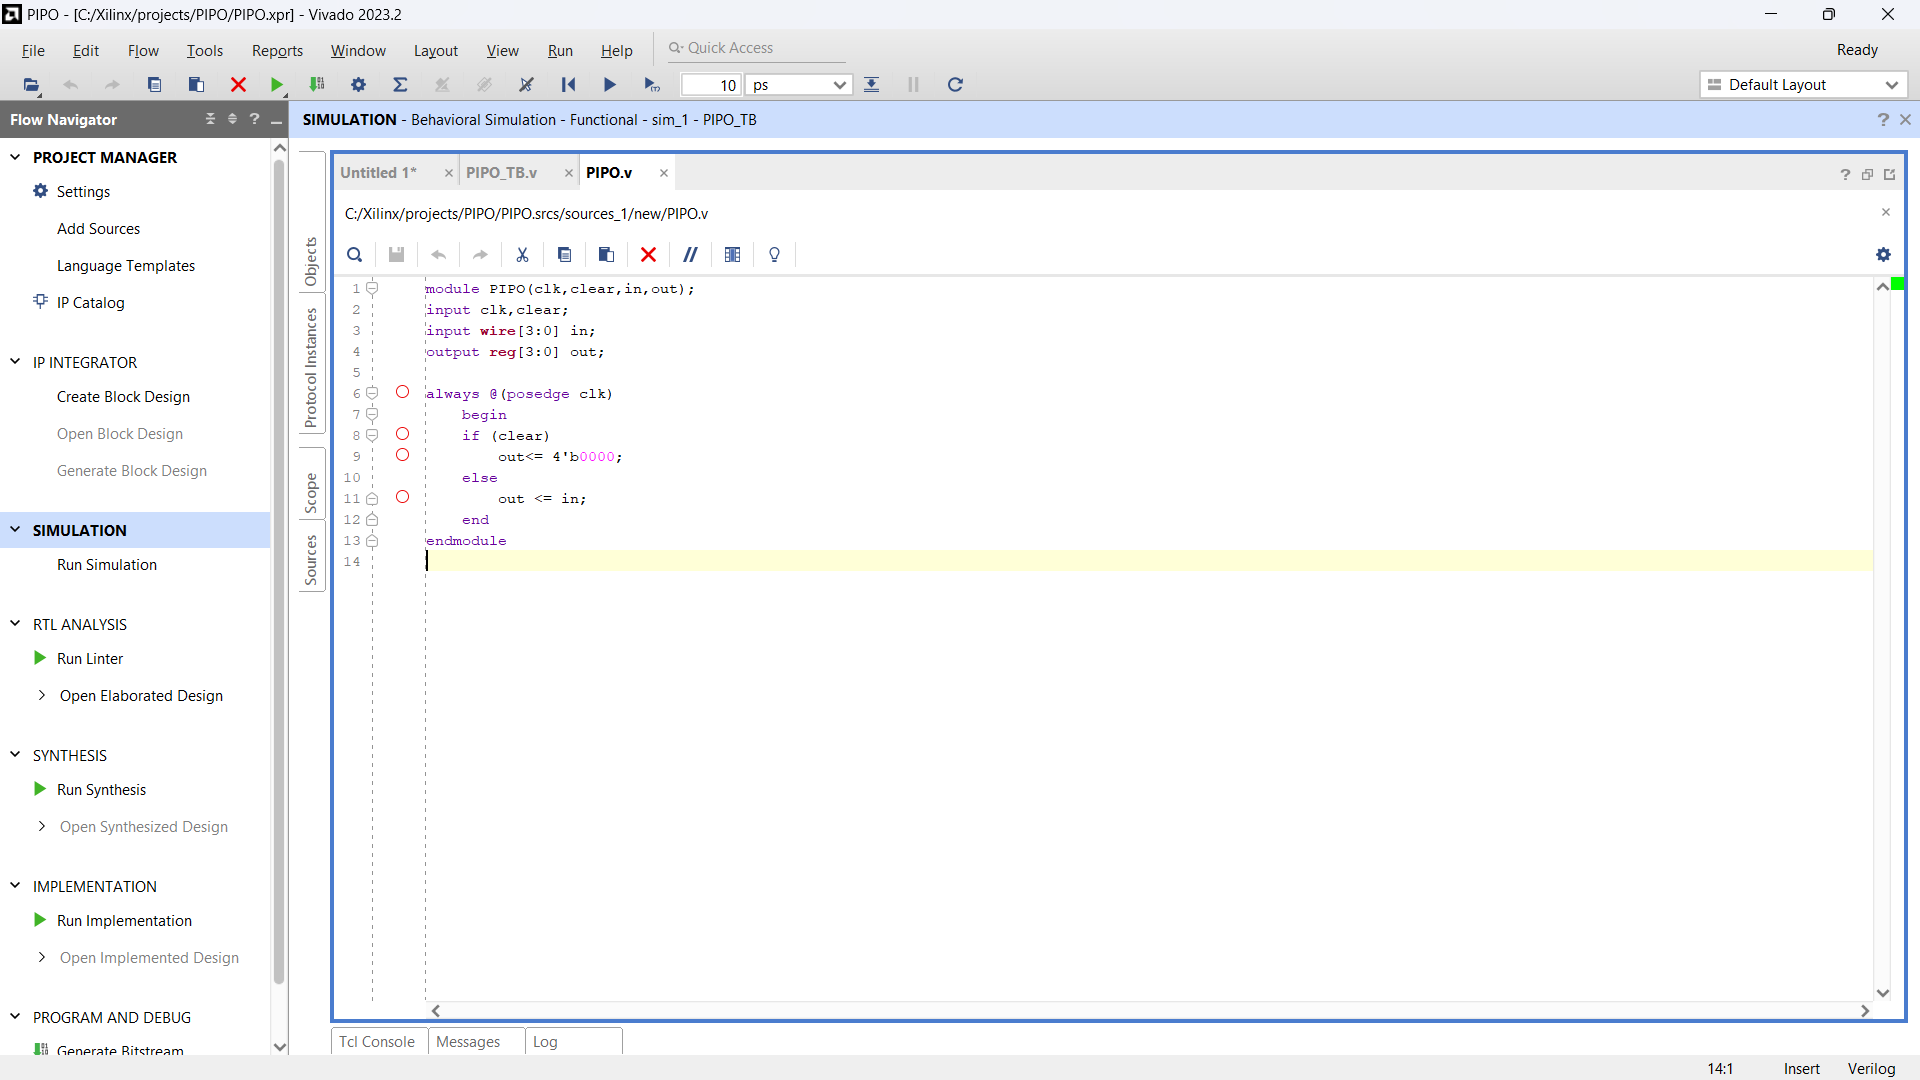 PIPO - [C:/Xilinx/projects/PIPO/PIPO.xpr] - Vivado 2023.2
File Edit Flow Tools Reports Window Layout View Run Help Quick Access Ready
10 ps Default Layout
Flow Navigator
SIMULATION - Behavioral Simulation - Functional - sim_1 - PIPO_TB
PROJECT MANAGER
Settings
Add Sources
Language Templates
IP Catalog
IP INTEGRATOR
Create Block Design
Open Block Design
Generate Block Design
SIMULATION
Run Simulation
RTL ANALYSIS
Run Linter
Open Elaborated Design
SYNTHESIS
Run Synthesis
Open Synthesized Design
IMPLEMENTATION
Run Implementation
Open Implemented Design
PROGRAM AND DEBUG
Generate Bitstream
Objects
Protocol Instances
Scope
Sources
Untitled 1* PIPO_TB.v PIPO.v
C:/Xilinx/projects/PIPO/PIPO.srcs/sources_1/new/PIPO.v
1 module PIPO(clk,clear,in,out);
2 input clk,clear;
3 input wire[3:0] in;
4 output reg[3:0] out;
5
6 always @(posedge clk)
7 begin
8 if (clear)
9 out<= 4'b0000;
10 else
11 out <= in;
12 end
13 endmodule
14
Tcl Console Messages Log
14:1 Insert Verilog